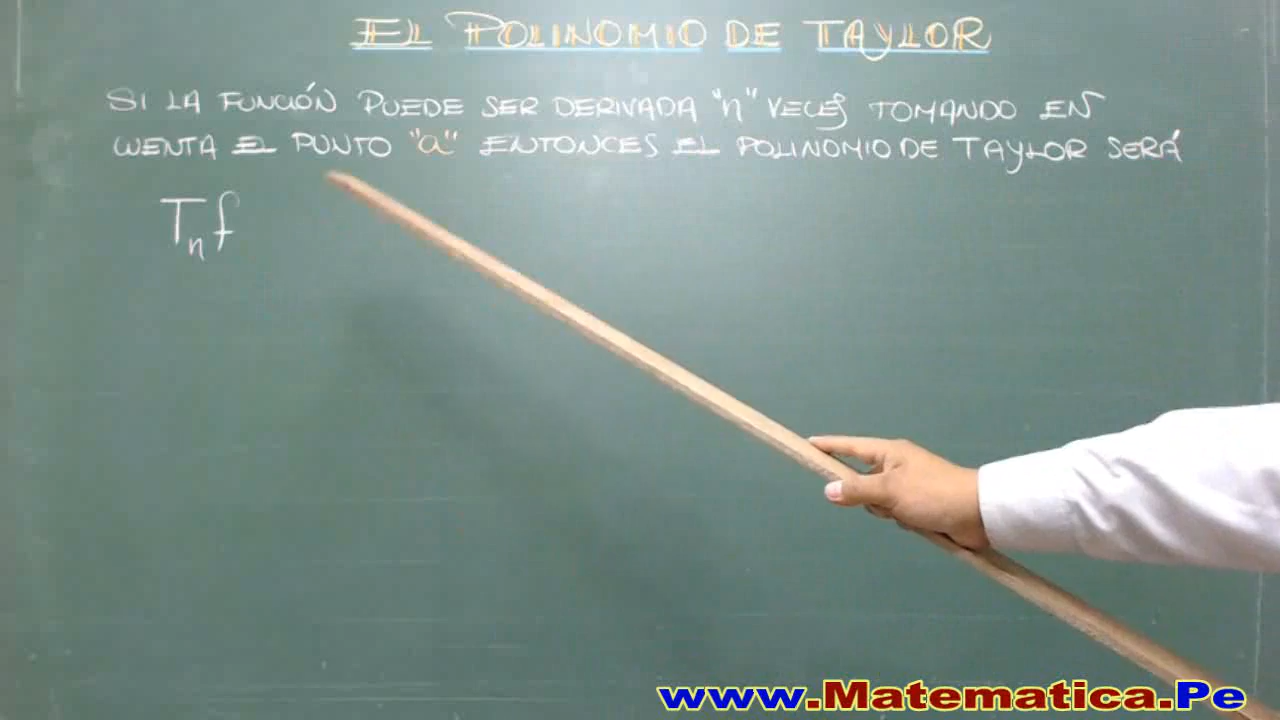 EL POLINOMIO DE TAYLOR
SI LA FUNCIÓN PUEDE SER DERIVADA "n" VECES TOMANDO EN
CUENTA EL PUNTO "a" ENTONCES EL POLINOMIO DE TAYLOR SERÁ
Tₙf
www.Matematica.Pe